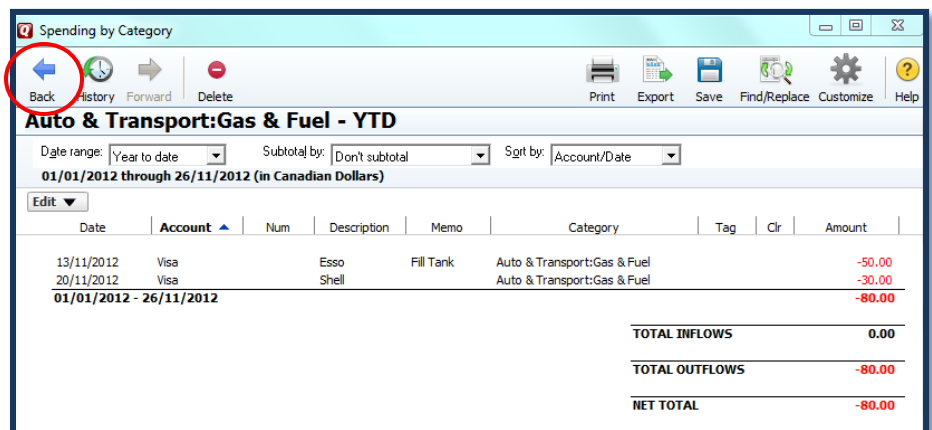 Spending by Category
Back History Forward Delete Print Export Save Find/Replace Customize Help
Auto & Transport:Gas & Fuel - YTD
Date range: Year to date Subtotal by: Don't subtotal Sort by: Account/Date
01/01/2012 through 26/11/2012 (in Canadian Dollars)
Edit
Date Account Num Description Memo Category Tag Clr Amount
13/11/2012 Visa Esso Fill Tank Auto & Transport:Gas & Fuel -50.00
20/11/2012 Visa Shell Auto & Transport:Gas & Fuel -30.00
01/01/2012 - 26/11/2012 -80.00
TOTAL INFLOWS 0.00
TOTAL OUTFLOWS -80.00
NET TOTAL -80.00